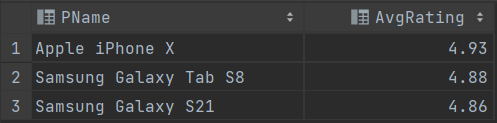 PName AvgRating
1 Apple iPhone X 4.93
2 Samsung Galaxy Tab S8 4.88
3 Samsung Galaxy S21 4.86